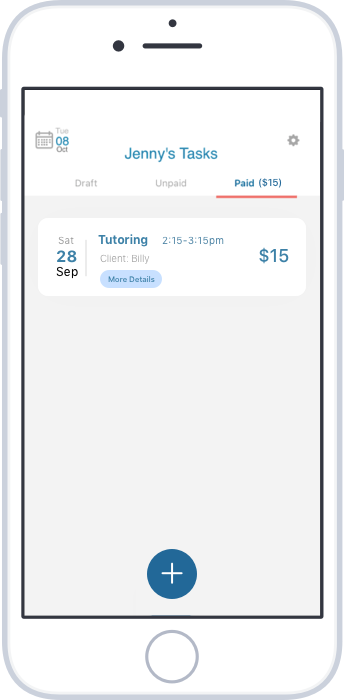 Tue
08
Oct
Jenny's Tasks
Draft
Unpaid
Paid ($15)
Sat
28
Sep
Tutoring 2:15-3:15pm
Client: Billy
More Details
$15